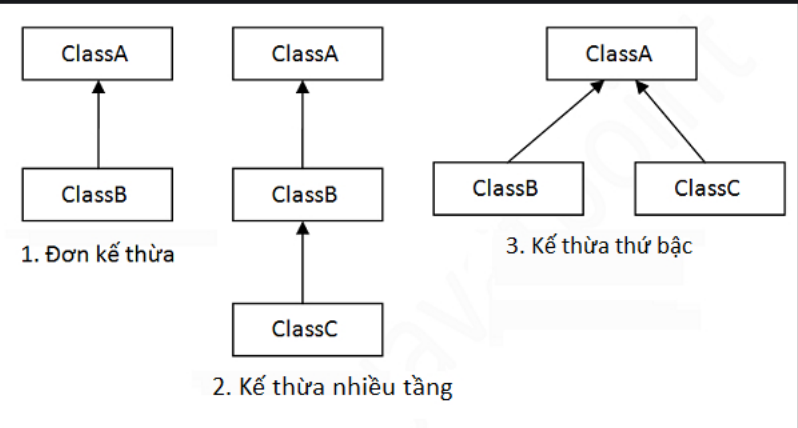 ClassA
ClassB
1. Đơn kế thừa
ClassA
ClassB
ClassC
2. Kế thừa nhiều tầng
ClassA
ClassB
ClassC
3. Kế thừa thứ bậc